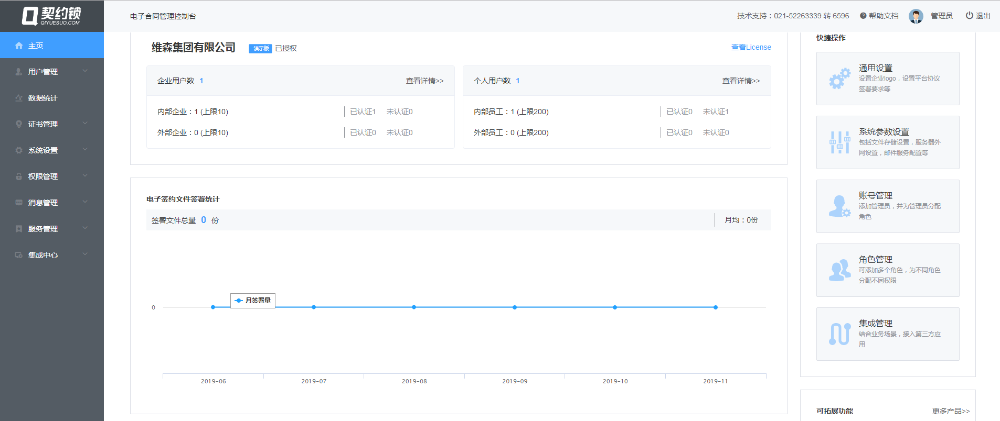 契约锁
QIYUESUO.COM
电子合同管理控制台
技术支持：021-52263339 转 6596
帮助文档
管理员
退出
主页
用户管理
数据统计
证书管理
系统设置
权限管理
消息管理
服务管理
集成中心
维森集团有限公司
演示版
已授权
查看License
企业用户数 1
查看详情>>
内部企业：1 (上限10)
已认证1 未认证0
外部企业：0 (上限10)
已认证0 未认证0
个人用户数 1
查看详情>>
内部员工：1 (上限200)
已认证0 未认证1
外部员工：0 (上限200)
已认证0 未认证0
电子签约文件签署统计
签署文件总量 0 份
月均：0份
月签署量
0
2019-06
2019-07
2019-08
2019-09
2019-10
2019-11
快捷操作
通用设置
设置企业logo，设置平台协议
签署要求等
系统参数设置
包括文件存储设置，服务器外
网设置，邮件服务配置等
账号管理
添加管理员，并为管理员分配
角色
角色管理
可添加多个角色，为不同角色
分配不同权限
集成管理
结合业务场景，接入第三方应
用
可拓展功能
更多产品>>